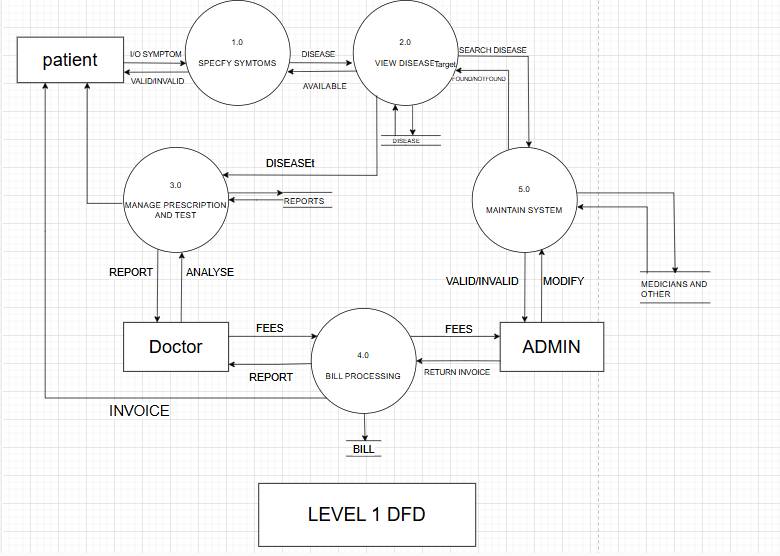 1.0
2.0
I/O SYMPTOM
DISEASE
SEARCH DISEASE
patient
SPECFY SYMTOMS
VIEW DISEASE
Target
VALID/INVALID
AVAILABLE
FOUND/NOTFOUND
DISEASE
DISEASEt
3.0
5.0
MANAGE PRESCRIPTION
AND TEST
REPORTS
MAINTAIN SYSTEM
REPORT
ANALYSE
VALID/INVALID
MODIFY
MEDICIANS AND
OTHER
FEES
FEES
Doctor
4.0
ADMIN
REPORT
BILL PROCESSING
RETURN INVOICE
INVOICE
BILL
LEVEL 1 DFD